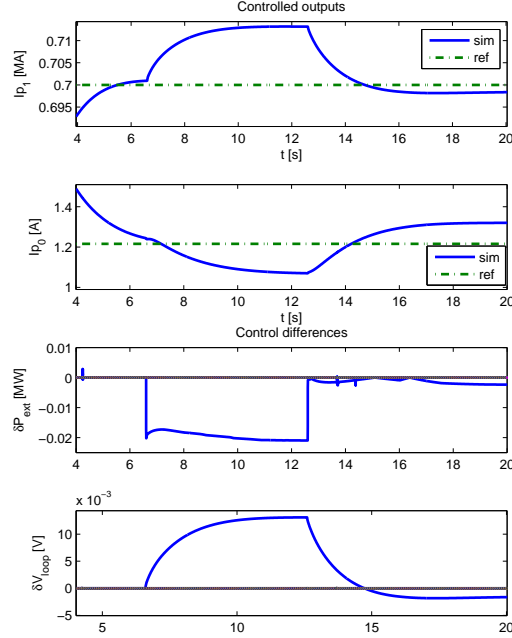 Controlled outputs
0.71
0.705
0.7
0.695
Ip1 [MA]
sim
ref
4 6 8 10 12 14 16 18 20
t [s]
1.4
1.2
1
Ip0 [A]
sim
ref
4 6 8 10 12 14 16 18 20
t [s]
Control differences
0.01
0
−0.01
−0.02
δPext [MW]
4 6 8 10 12 14 16 18 20
x 10−3
10
5
0
−5
δVloop [V]
5 10 15 20